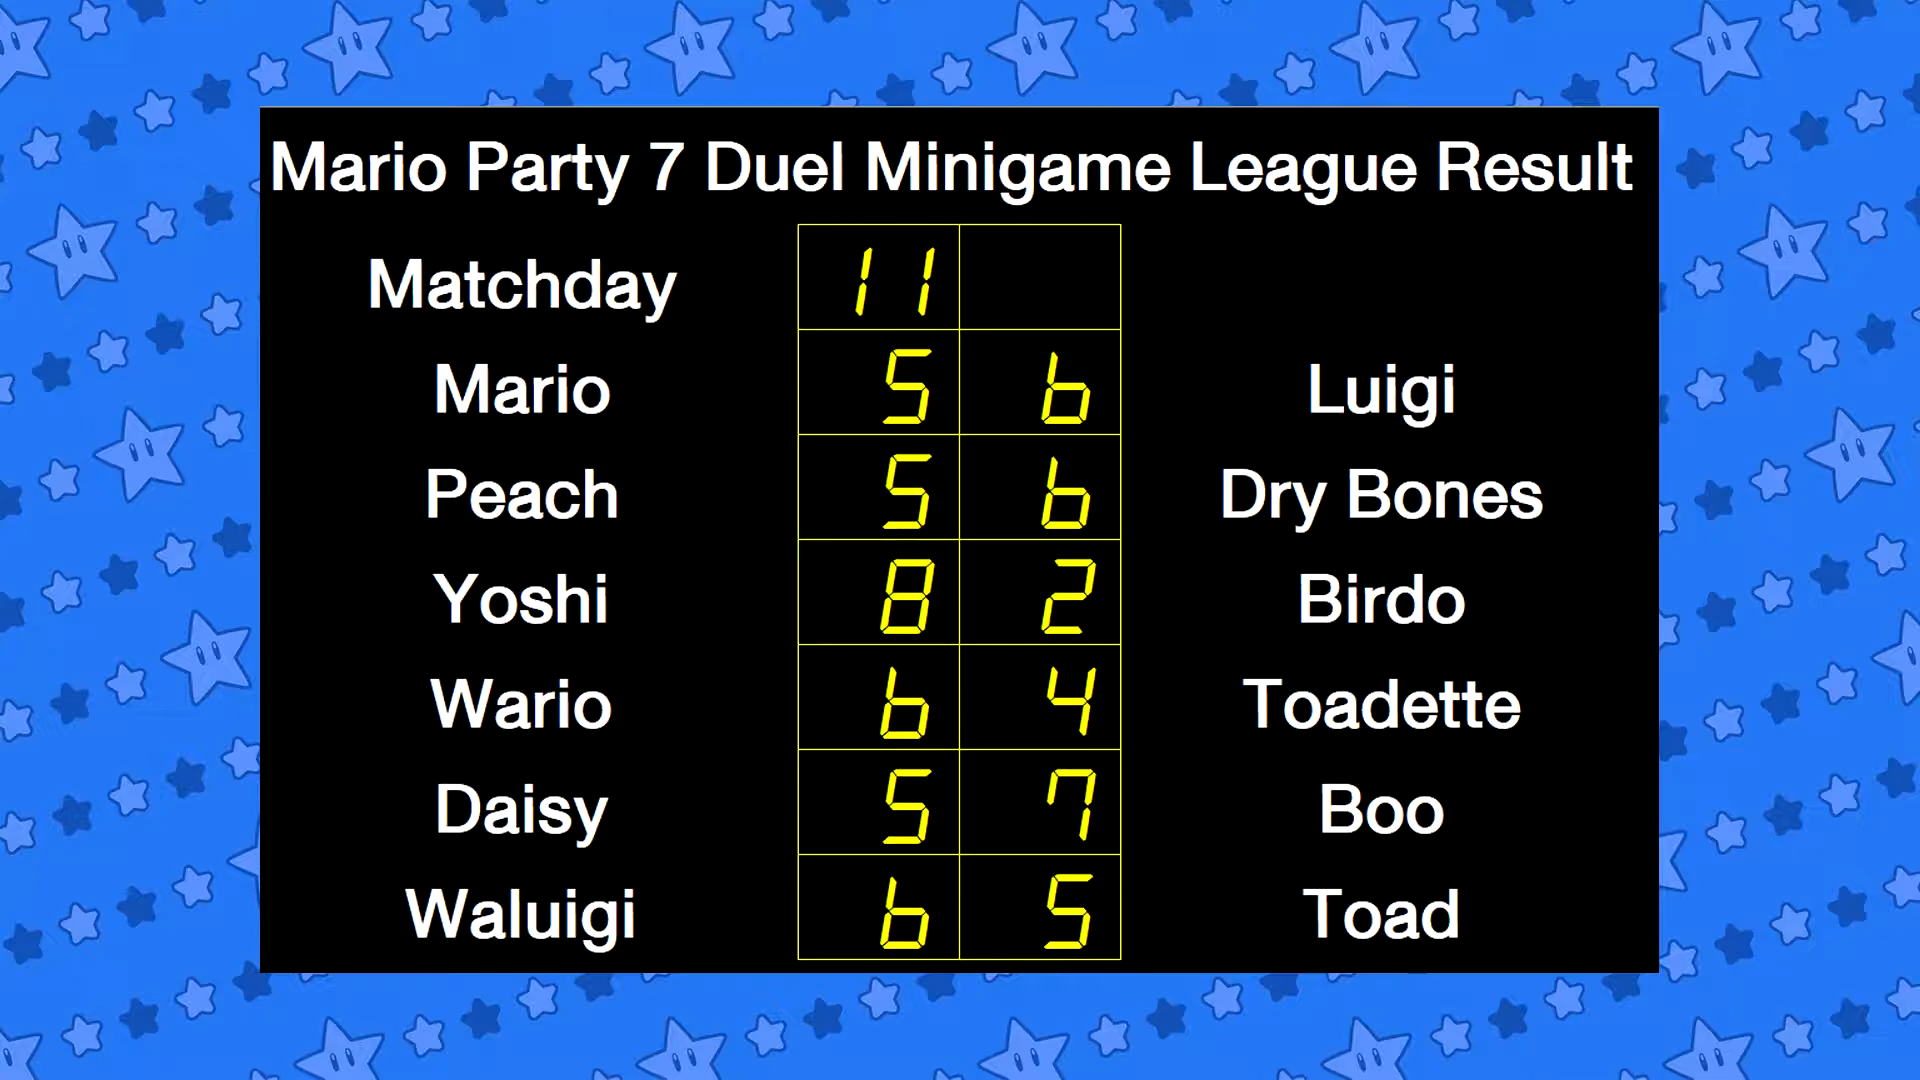 Mario Party 7 Duel Minigame League Result
Matchday 11
Mario 5 6 Luigi
Peach 5 6 Dry Bones
Yoshi 8 2 Birdo
Wario 6 4 Toadette
Daisy 5 7 Boo
Waluigi 6 5 Toad